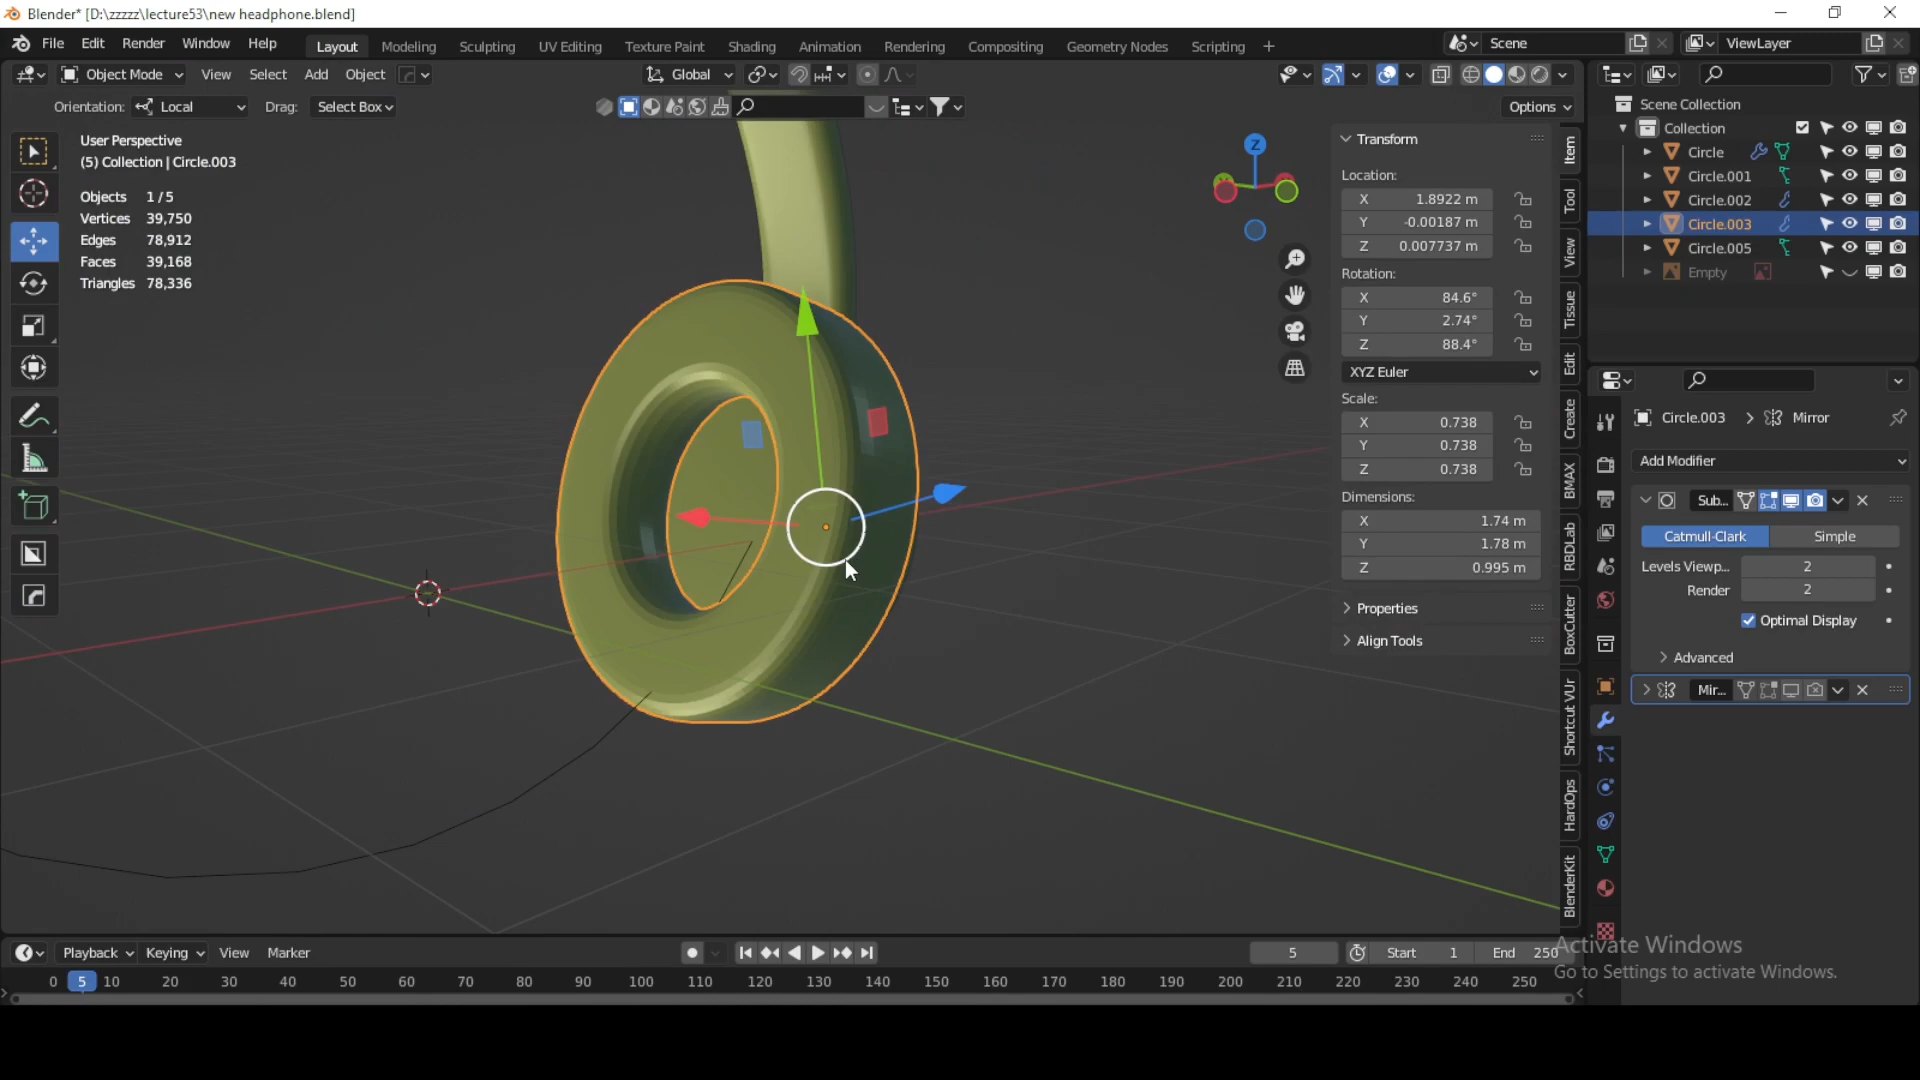 Blender* [D:\zzzzz\lecture53\new headphone.blend]
File Edit Render Window Help Layout Modeling Sculpting UV Editing Texture Paint Shading Animation Rendering Compositing Geometry Nodes Scripting + Scene ViewLayer
Object Mode View Select Add Object Global
Orientation: Local Drag: Select Box Options
User Perspective
(5) Collection | Circle.003
Objects 1/5
Vertices 39,750
Edges 78,912
Faces 39,168
Triangles 78,336
Z
Transform
Location:
X 1.8922 m
Y -0.00187 m
Z 0.007737 m
Rotation:
X 84.6°
Y 2.74°
Z 88.4°
XYZ Euler
Scale:
X 0.738
Y 0.738
Z 0.738
Dimensions:
X 1.74 m
Y 1.78 m
Z 0.995 m
Properties
Align Tools
Item
Tool
View
Tissue
Edit
Create
BMAX
RBDLab
BoxCutter
Shortcut VUr
HardOps
BlenderKit
Scene Collection
Collection
Circle
Circle.001
Circle.002
Circle.003
Circle.005
Empty
Circle.003 > Mirror
Add Modifier
Sub...
Catmull-Clark Simple
Levels Viewp... 2
Render 2
Optimal Display
Advanced
Mir...
Playback Keying View Marker 5 Start 1 End 250
0 5 10 20 30 40 50 60 70 80 90 100 110 120 130 140 150 160 170 180 190 200 210 220 230 240 250
Activate Windows
Go to Settings to activate Windows.